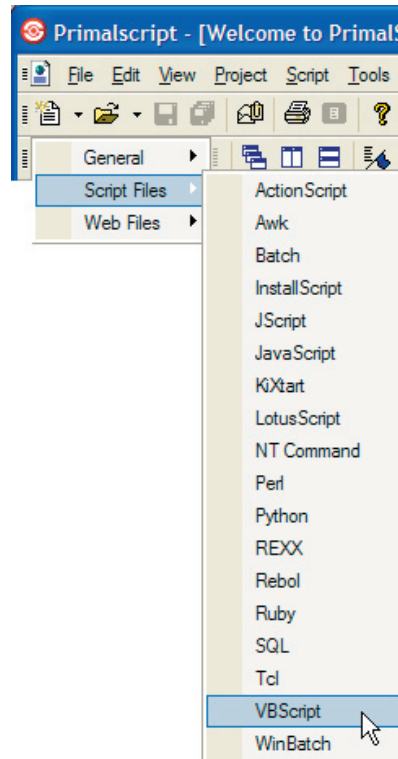 Primalscript - [Welcome to PrimalS
File Edit View Project Script Tools
General
Script Files
Web Files
ActionScript
Awk
Batch
InstallScript
JScript
JavaScript
KiXtart
LotusScript
NT Command
Perl
Python
REXX
Rebol
Ruby
SQL
Tcl
VBScript
WinBatch